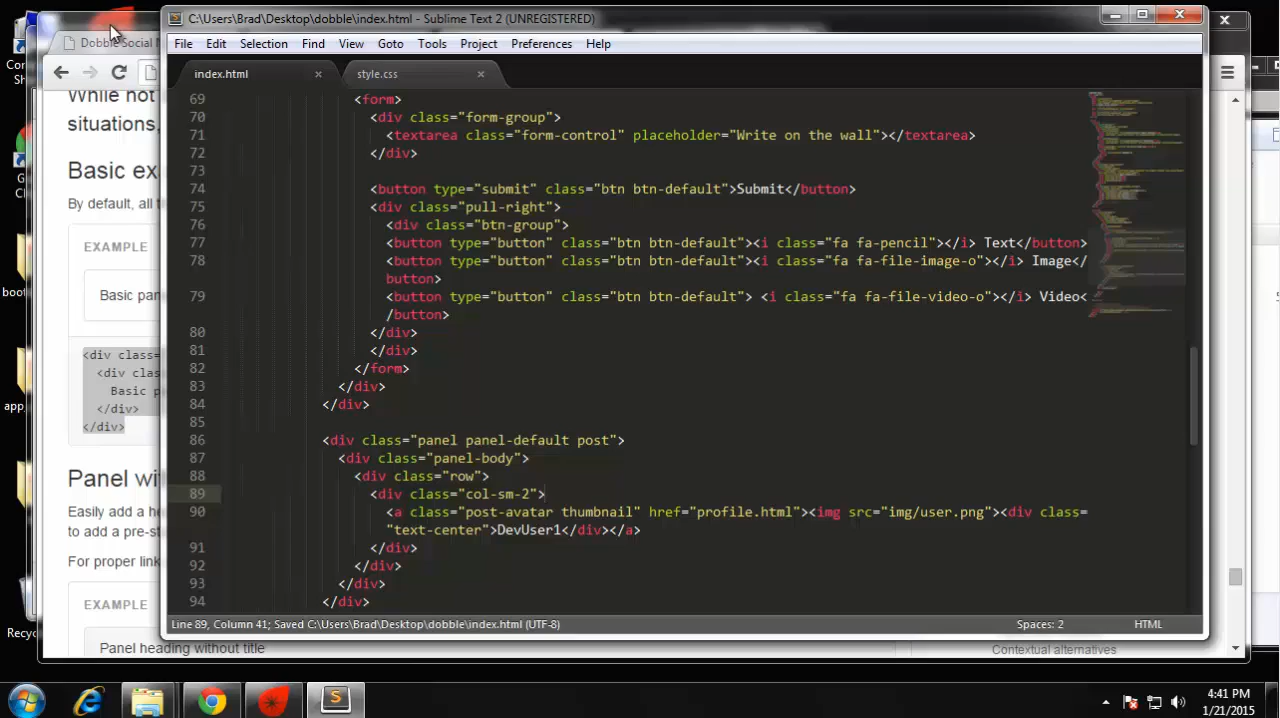 C:\Users\Brad\Desktop\dobble\index.html - Sublime Text 2 (UNREGISTERED)
Dobble Social
File Edit Selection Find View Goto Tools Project Preferences Help
index.html style.css
While not
situations,
Basic
By default, all
EXAMPLE
Basic
<div class=
<div
Basic
</div>
</div>
Panel
Easily add a
to add a
For proper
EXAMPLE
Panel heading without title
69 <form>
70 <div class="form-group">
71 <textarea class="form-control" placeholder="Write on the wall"></textarea>
72 </div>
73
74 <button type="submit" class="btn btn-default">Submit</button>
75 <div class="pull-right">
76 <div class="btn-group">
77 <button type="button" class="btn btn-default"><i class="fa fa-pencil"></i> Text</button>
78 <button type="button" class="btn btn-default"><i class="fa fa-file-image-o"></i> Image</
button>
79 <button type="button" class="btn btn-default"> <i class="fa fa-file-video-o"></i> Video<
/button>
80 </div>
81 </div>
82 </form>
83 </div>
84 </div>
85
86 <div class="panel panel-default post">
87 <div class="panel-body">
88 <div class="row">
89 <div class="col-sm-2">
90 <a class="post-avatar thumbnail" href="profile.html"><img src="img/user.png"><div class=
"text-center">DevUser1</div></a>
91 </div>
92 </div>
93 </div>
94 </div>
Line 89, Column 41; Saved C:\Users\Brad\Desktop\dobble\index.html (UTF-8) Spaces: 2 HTML
Contextual alternatives
4:41 PM
1/21/2015